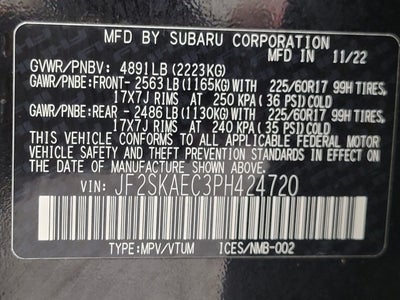 MFD BY SUBARU CORPORATION
GVWR/PNBV: 4891LB (2223KG) MFD IN 11/22
GAWR/PNBE:FRONT- 2563LB (1165KG)WITH 225/60R17 99H TIRES,
17X7J RIMS AT 250 KPA (36 PSI)COLD
GAWR/PNBE:REAR - 2486LB (1130KG)WITH 225/60R17 99H TIRES,
17X7J RIMS AT 240 KPA (35 PSI)COLD
THIS VEHICLE CONFORMS TO ALL APPLICABLE FEDERAL MOTOR
VEHICLE SAFETY AND THEFT PREVENTION STANDARDS IN EFFECT ON
THE DATE OF MANUFACTURE SHOWN ABOVE.
VIN: JF2SKAEC3PH424720
TYPE:MPV/VTUM ICES/NMB-002